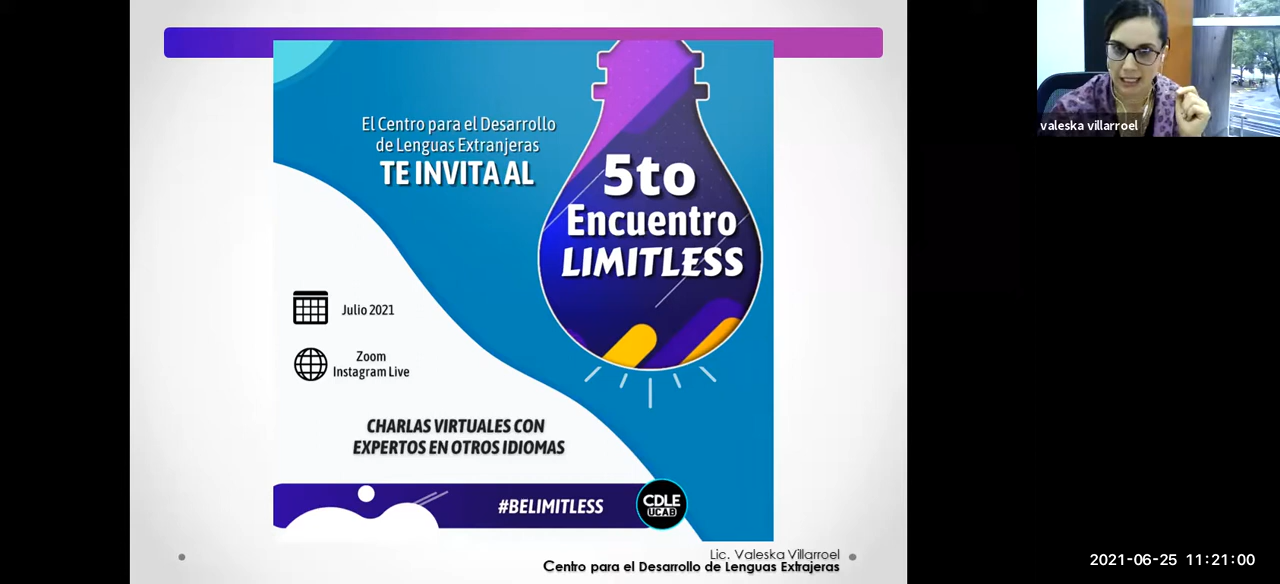 El Centro para el Desarrollo
de Lenguas Extranjeras
TE INVITA AL
5to
Encuentro
LIMITLESS
Julio 2021
Zoom
Instagram Live
CHARLAS VIRTUALES CON
EXPERTOS EN OTROS IDIOMAS
#BELIMITLESS
CDLE
UCAB
Lic. Valeska Villarroel
Centro para el Desarrollo de Lenguas Extrajeras
valeska villarroel
2021-06-25 11:21:00